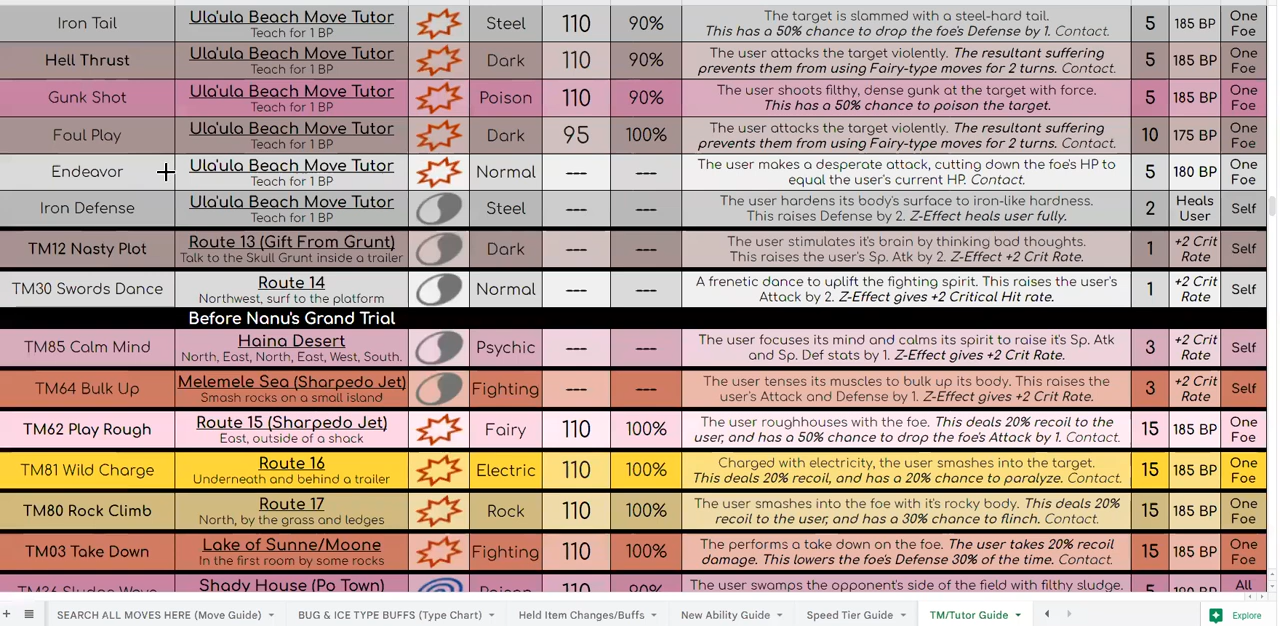 Iron Tail Ula'ula Beach Move Tutor Steel 110 90% The target is slammed with a steel-hard tail. 5 185 BP One
Teach for 1 BP This has a 50% chance to drop the foe's Defense by 1. Contact. Foe
Hell Thrust Ula'ula Beach Move Tutor Dark 110 90% The user attacks the target violently. The resultant suffering 5 185 BP One
Teach for 1 BP prevents them from using Fairy-type moves for 2 turns. Contact. Foe
Gunk Shot Ula'ula Beach Move Tutor Poison 110 90% The user shoots filthy, dense gunk at the target with force. 5 185 BP One
Teach for 1 BP This has a 50% chance to poison the target. Foe
Foul Play Ula'ula Beach Move Tutor Dark 95 100% The user attacks the target violently. The resultant suffering 10 175 BP One
Teach for 1 BP prevents them from using Fairy-type moves for 2 turns. Contact. Foe
Endeavor Ula'ula Beach Move Tutor Normal --- --- The user makes a desperate attack, cutting down the foe's HP to 5 180 BP One
Teach for 1 BP equal the user's current HP. Contact. Foe
Iron Defense Ula'ula Beach Move Tutor Steel --- --- The user hardens its body's surface to iron-like hardness. 2 Heals Self
Teach for 1 BP This raises Defense by 2. Z-Effect heals user fully. User
TM12 Nasty Plot Route 13 (Gift From Grunt) Dark --- --- The user stimulates it's brain by thinking bad thoughts. 1 +2 Crit Self
Talk to the Skull Grunt inside a trailer This raises the user's Sp. Atk by 2. Z-Effect +2 Crit Rate. Rate
TM30 Swords Dance Route 14 Normal --- --- A frenetic dance to uplift the fighting spirit. This raises the user's 1 +2 Crit Self
Northwest, surf to the platform Attack by 2. Z-Effect gives +2 Critical Hit rate. Rate
Before Nanu's Grand Trial
TM85 Calm Mind Haina Desert Psychic --- --- The user focuses its mind and calms its spirit to raise it's Sp. Atk 3 +2 Crit Self
North, East, North, East, West, South. and Sp. Def stats by 1. Z-Effect gives +2 Crit Rate. Rate
TM64 Bulk Up Melemele Sea (Sharpedo Jet) Fighting --- --- The user tenses its muscles to bulk up its body. This raises the 3 +2 Crit Self
Smash rocks on a small island user's Attack and Defense by 1. Z-Effect gives +2 Crit Rate. Rate
TM62 Play Rough Route 15 (Sharpedo Jet) Fairy 110 100% The user roughhouses with the foe. This deals 20% recoil to the 15 185 BP One
East, outside of a shack user, and has a 50% chance to drop the foe's Attack by 1. Contact. Foe
TM81 Wild Charge Route 16 Electric 110 100% Charged with electricity, the user smashes into the target. 15 185 BP One
Underneath and behind a trailer This deals 20% recoil, and has a 20% chance to paralyze. Contact. Foe
TM80 Rock Climb Route 17 Rock 110 100% The user smashes into the foe with it's rocky body. This deals 20% 15 185 BP One
North, by the grass and ledges recoil to the user, and has a 30% chance to flinch. Contact. Foe
TM03 Take Down Lake of Sunne/Moone Fighting 110 100% The performs a take down on the foe. The user takes 20% recoil 15 185 BP One
In the first room by some rocks damage. This lowers the foe's Defense 30% of the time. Contact. Foe
TM36 Sludge Wave Shady House (Po Town) Poison 110 90% The user swamps the opponent's side of the field with filthy sludge. 5 190 BP All
SEARCH ALL MOVES HERE (Move Guide) BUG & ICE TYPE BUFFS (Type Chart) Held Item Changes/Buffs New Ability Guide Speed Tier Guide TM/Tutor Guide Explore